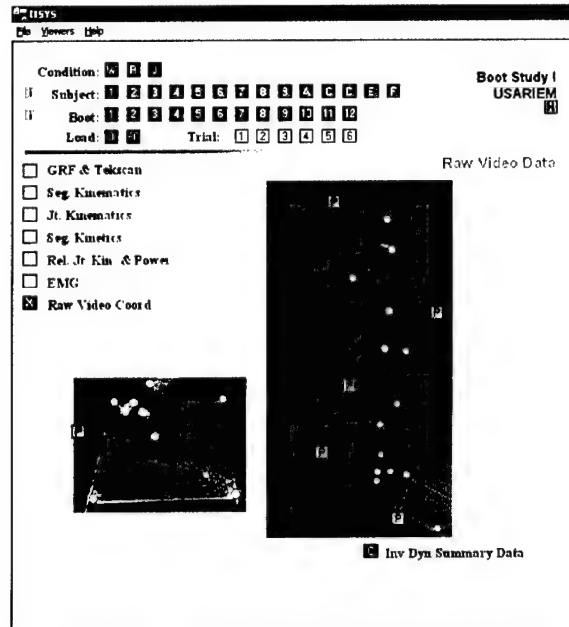 File Viewers Help
Condition: W R J
Boot Study I
Subject: 1 2 3 4 5 6 7 8 9 A C C E F
USARIEM
Boot: 1 2 3 4 5 6 7 8 9 10 11 12
Load: Trial: 1 2 3 4 5 6
GRF & Tekscan
Raw Video Data
Seg. Kinematics
Jt. Kinematics
Seg. Kinetics
Rel. Jt. Kin. & Power
EMG
X Raw Video Coord
P
P
P
P
P
Inv Dyn Summary Data